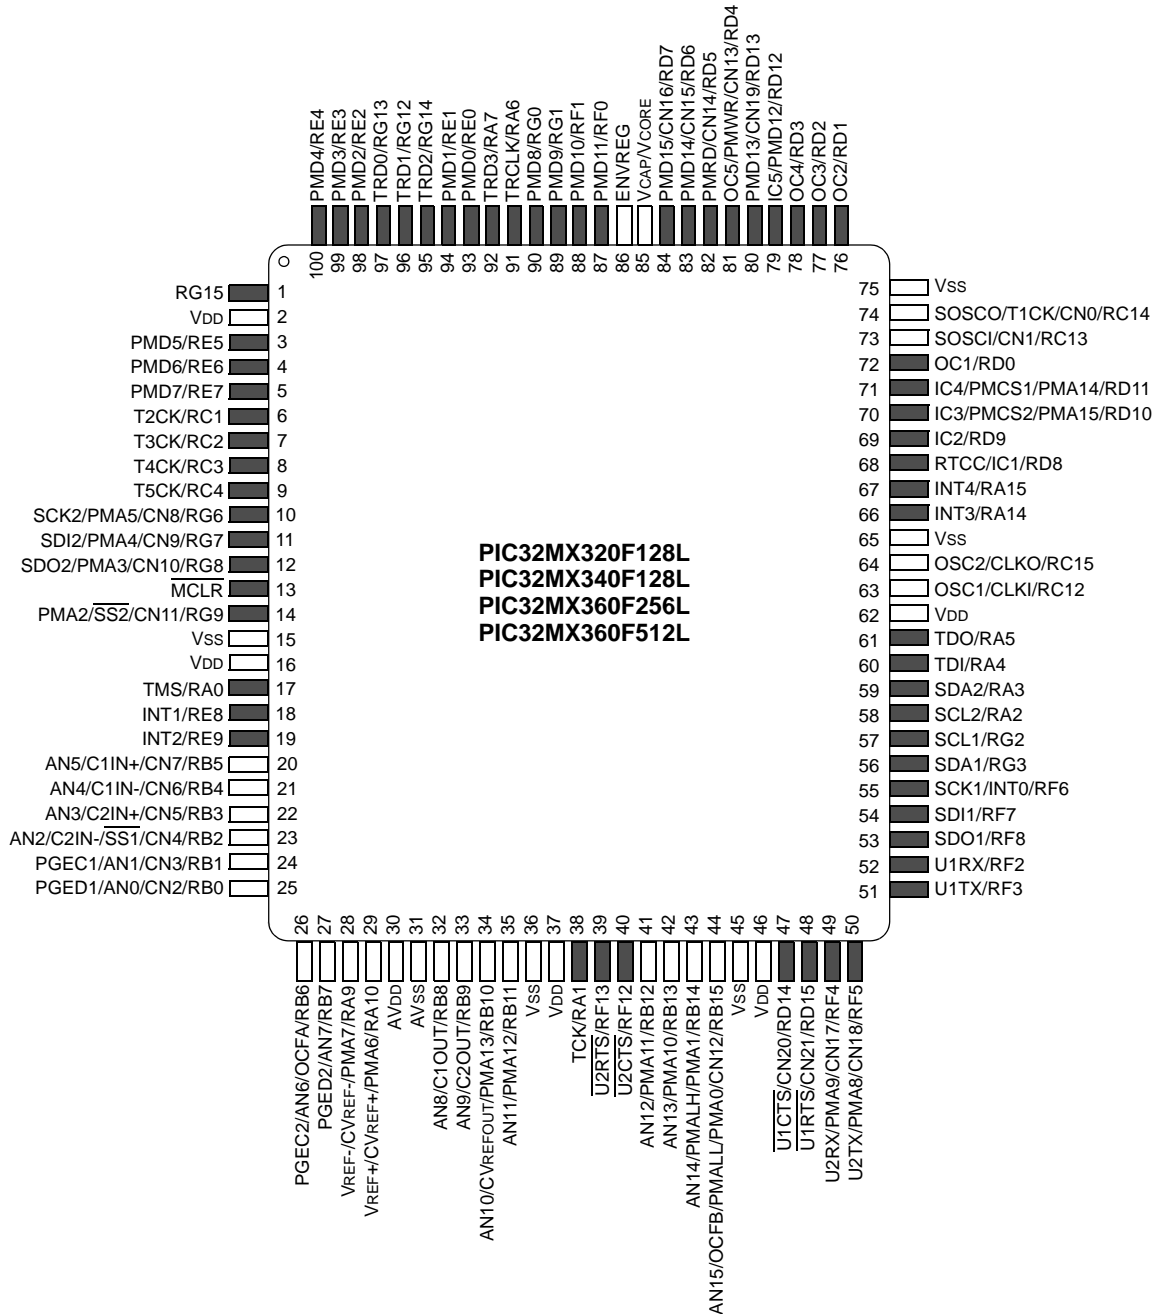 PMD4/RE4
PMD3/RE3
PMD2/RE2
TRD0/RG13
TRD1/RG12
TRD2/RG14
PMD1/RE1
PMD0/RE0
TRD3/RA7
TRCLK/RA6
PMD8/RG0
PMD9/RG1
PMD10/RF1
PMD11/RF0
ENVREG
VCAP/VCORE
PMD15/CN16/RD7
PMD14/CN15/RD6
PMRD/CN14/RD5
OC5/PMWR/CN13/RD4
PMD13/CN19/RD13
IC5/PMD12/RD12
OC4/RD3
OC3/RD2
OC2/RD1
100
99
98
97
96
95
94
93
92
91
90
89
88
87
86
85
84
83
82
81
80
79
78
77
76
RG15 1
VDD 2
PMD5/RE5 3
PMD6/RE6 4
PMD7/RE7 5
T2CK/RC1 6
T3CK/RC2 7
T4CK/RC3 8
T5CK/RC4 9
SCK2/PMA5/CN8/RG6 10
SDI2/PMA4/CN9/RG7 11
SDO2/PMA3/CN10/RG8 12
MCLR 13
PMA2/SS2/CN11/RG9 14
VSS 15
VDD 16
TMS/RA0 17
INT1/RE8 18
INT2/RE9 19
AN5/C1IN+/CN7/RB5 20
AN4/C1IN-/CN6/RB4 21
AN3/C2IN+/CN5/RB3 22
AN2/C2IN-/SS1/CN4/RB2 23
PGEC1/AN1/CN3/RB1 24
PGED1/AN0/CN2/RB0 25
PIC32MX320F128L
PIC32MX340F128L
PIC32MX360F256L
PIC32MX360F512L
75 VSS
74 SOSCO/T1CK/CN0/RC14
73 SOSCI/CN1/RC13
72 OC1/RD0
71 IC4/PMCS1/PMA14/RD11
70 IC3/PMCS2/PMA15/RD10
69 IC2/RD9
68 RTCC/IC1/RD8
67 INT4/RA15
66 INT3/RA14
65 VSS
64 OSC2/CLKO/RC15
63 OSC1/CLKI/RC12
62 VDD
61 TDO/RA5
60 TDI/RA4
59 SDA2/RA3
58 SCL2/RA2
57 SCL1/RG2
56 SDA1/RG3
55 SCK1/INT0/RF6
54 SDI1/RF7
53 SDO1/RF8
52 U1RX/RF2
51 U1TX/RF3
26
27
28
29
30
31
32
33
34
35
36
37
38
39
40
41
42
43
44
45
46
47
48
49
50
PGEC2/AN6/OCFA/RB6
PGED2/AN7/RB7
VREF-/CVREF-/PMA7/RA9
VREF+/CVREF+/PMA6/RA10
AVDD
AVSS
AN8/C1OUT/RB8
AN9/C2OUT/RB9
AN10/CVREFOUT/PMA13/RB10
AN11/PMA12/RB11
VSS
VDD
TCK/RA1
U2RTS/RF13
U2CTS/RF12
AN12/PMA11/RB12
AN13/PMA10/RB13
AN14/PMALH/PMA1/RB14
AN15/OCFB/PMALL/PMA0/CN12/RB15
VSS
VDD
U1CTS/CN20/RD14
U1RTS/CN21/RD15
U2RX/PMA9/CN17/RF4
U2TX/PMA8/CN18/RF5